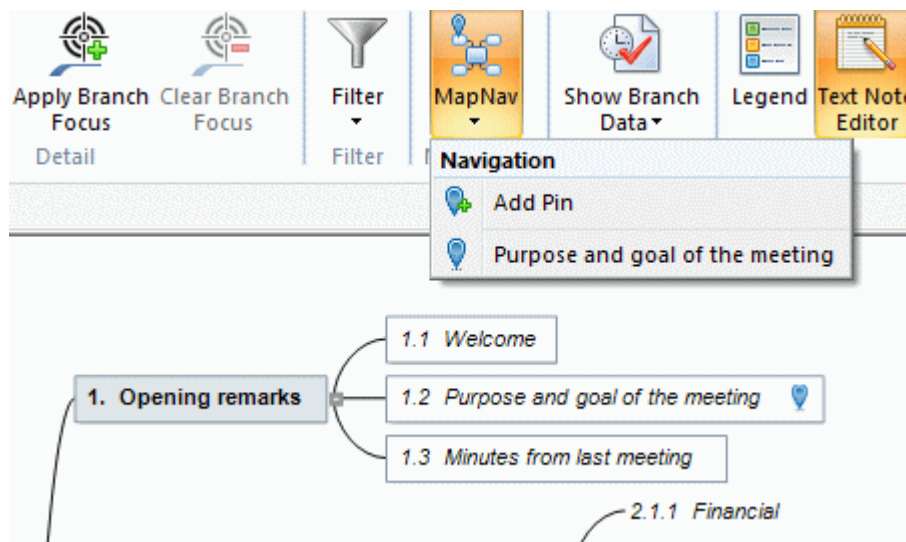 Apply Branch Focus
Clear Branch Focus
Filter
MapNav
Show Branch Data
Legend
Text Note Editor
Detail
Filter
Navigation
Add Pin
Purpose and goal of the meeting
1.1 Welcome
1. Opening remarks
1.2 Purpose and goal of the meeting
1.3 Minutes from last meeting
2.1.1 Financial